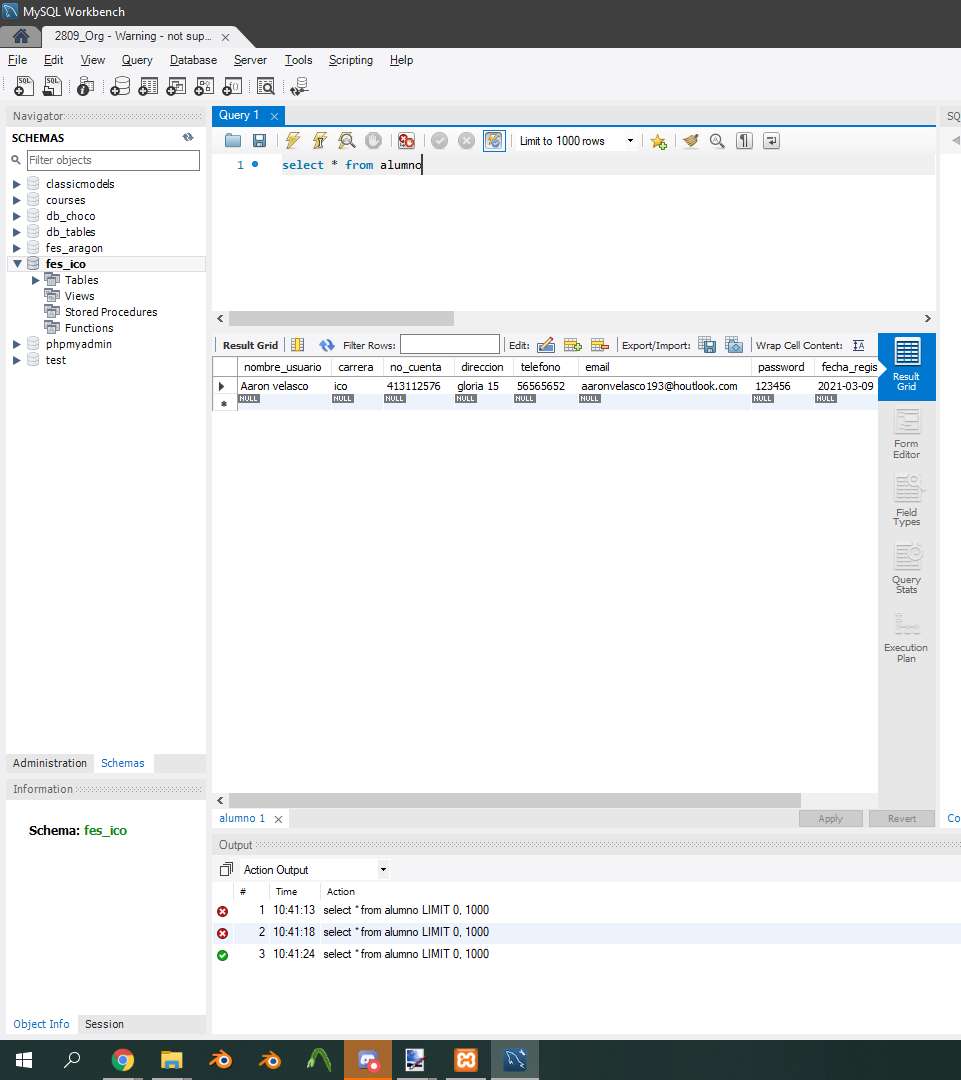 MySQL Workbench
2809_Org - Warning - not sup... ×
File Edit View Query Database Server Tools Scripting Help
Navigator
SCHEMAS
Filter objects
classicmodels
courses
db_choco
db_tables
fes_aragon
fes_ico
Tables
Views
Stored Procedures
Functions
phpmyadmin
test
Administration Schemas
Information
Schema: fes_ico
Object Info Session
Query 1 ×
SQ
Limit to 1000 rows
1 select * from alumno
Result Grid Filter Rows: Edit: Export/Import: Wrap Cell Content: IA
nombre_usuario carrera no_cuenta direccion telefono email password fecha_regis
Aaron velasco ico 413112576 gloria 15 56565652 aaronvelasco193@houtlook.com 123456 2021-03-09
NULL NULL NULL NULL NULL NULL NULL NULL
Result
Grid
Form
Editor
Field
Types
Query
Stats
Execution
Plan
alumno 1 × Apply Revert Co
Output
Action Output
# Time Action
1 10:41:13 select * from alumno LIMIT 0, 1000
2 10:41:18 select * from alumno LIMIT 0, 1000
3 10:41:24 select * from alumno LIMIT 0, 1000